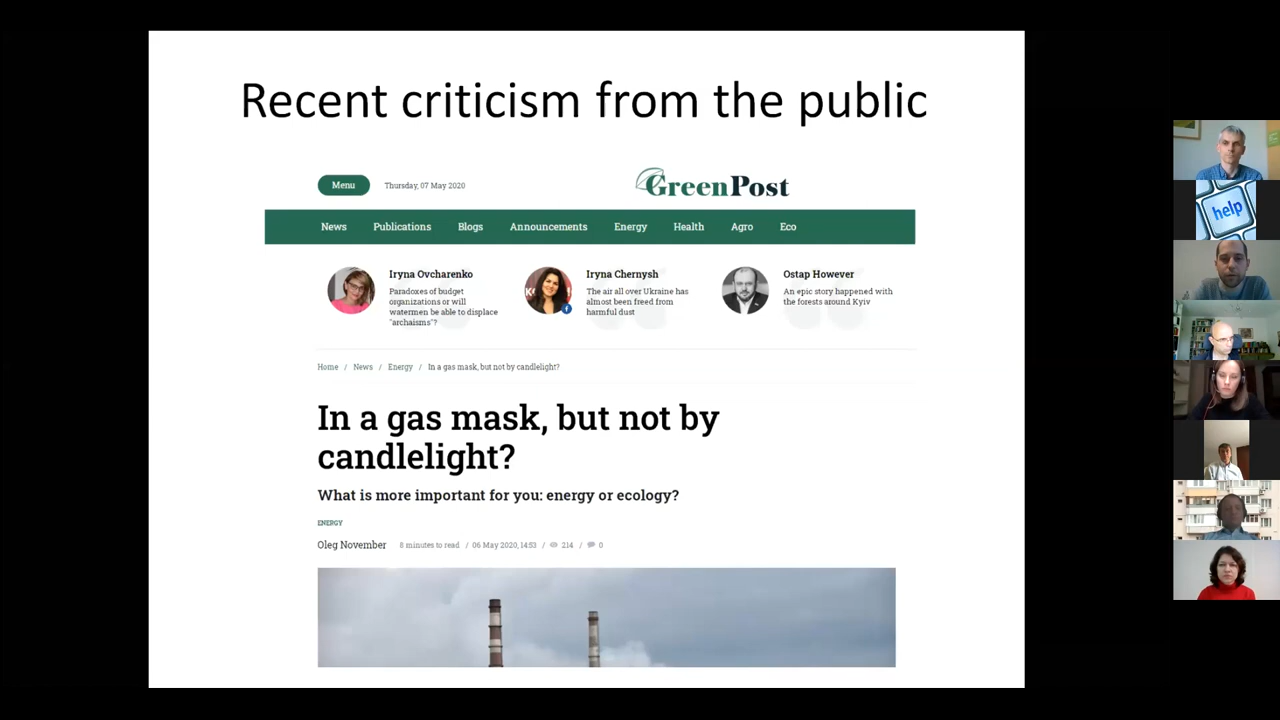 Recent criticism from the public
Menu
Thursday, 07 May 2020
GreenPost
News Publications Blogs Announcements Energy Health Agro Eco
Iryna Ovcharenko
Paradoxes of budget
organizations or will
watermen be able to displace
"archaisms"?
Iryna Chernysh
The air all over Ukraine has
almost been freed from
harmful dust
Ostap However
An epic story happened with
the forests around Kyiv
Home / News / Energy / In a gas mask, but not by candlelight?
In a gas mask, but not by
candlelight?
What is more important for you: energy or ecology?
ENERGY
Oleg November 8 minutes to read / 06 May 2020, 14:53 / 214 / 0
help